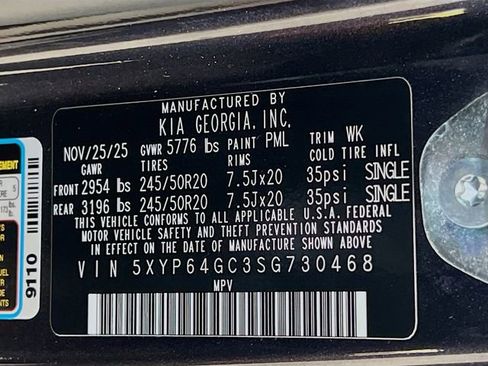 MANUFACTURED BY
KIA GEORGIA, INC.
NOV/25/25 GVWR 5776 lbs PAINT PML TRIM WK
GAWR TIRES RIMS COLD TIRE INFL
FRONT 2954 lbs 245/50R20 7.5Jx20 35psi SINGLE
REAR 3196 lbs 245/50R20 7.5Jx20 35psi SINGLE
THIS VEHICLE CONFORMS TO ALL APPLICABLE U.S.A. FEDERAL
MOTOR VEHICLE SAFETY AND THEFT PREVENTION STANDARDS
IN EFFECT ON THE DATE OF MANUFACTURE SHOWN ABOVE
VIN 5XYP64GC3SG730468
MPV
9110